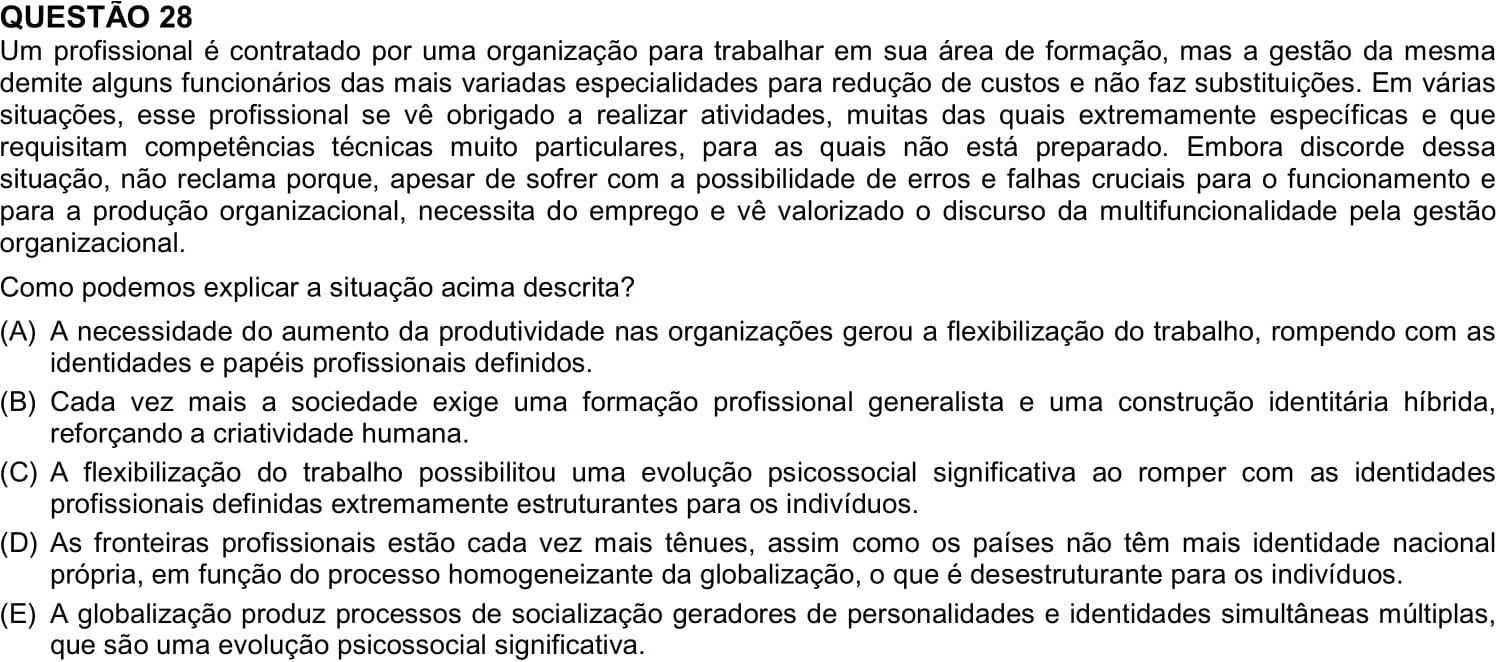 QUESTÃO 28
Um profissional é contratado por uma organização para trabalhar em sua área de formação, mas a gestão da mesma
demite alguns funcionários das mais variadas especialidades para redução de custos e não faz substituições. Em várias
situações, esse profissional se vê obrigado a realizar atividades, muitas das quais extremamente específicas e que
requisitam competências técnicas muito particulares, para as quais não está preparado. Embora discorde dessa
situação, não reclama porque, apesar de sofrer com a possibilidade de erros e falhas cruciais para o funcionamento e
para a produção organizacional, necessita do emprego e vê valorizado o discurso da multifuncionalidade pela gestão
organizacional.
Como podemos explicar a situação acima descrita?
(A) A necessidade do aumento da produtividade nas organizações gerou a flexibilização do trabalho, rompendo com as
identidades e papéis profissionais definidos.
(B) Cada vez mais a sociedade exige uma formação profissional generalista e uma construção identitária híbrida,
reforçando a criatividade humana.
(C) A flexibilização do trabalho possibilitou uma evolução psicossocial significativa ao romper com as identidades
profissionais definidas extremamente estruturantes para os indivíduos.
(D) As fronteiras profissionais estão cada vez mais tênues, assim como os países não têm mais identidade nacional
própria, em função do processo homogeneizante da globalização, o que é desestruturante para os indivíduos.
(E) A globalização produz processos de socialização geradores de personalidades e identidades simultâneas múltiplas,
que são uma evolução psicossocial significativa.